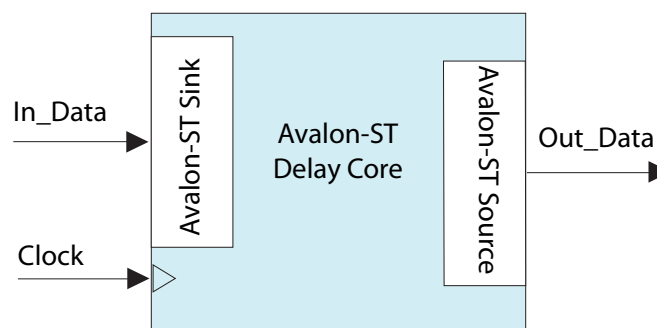 In_Data
Clock
Avalon-ST Sink
Avalon-ST
Delay Core
Avalon-ST Source
Out_Data